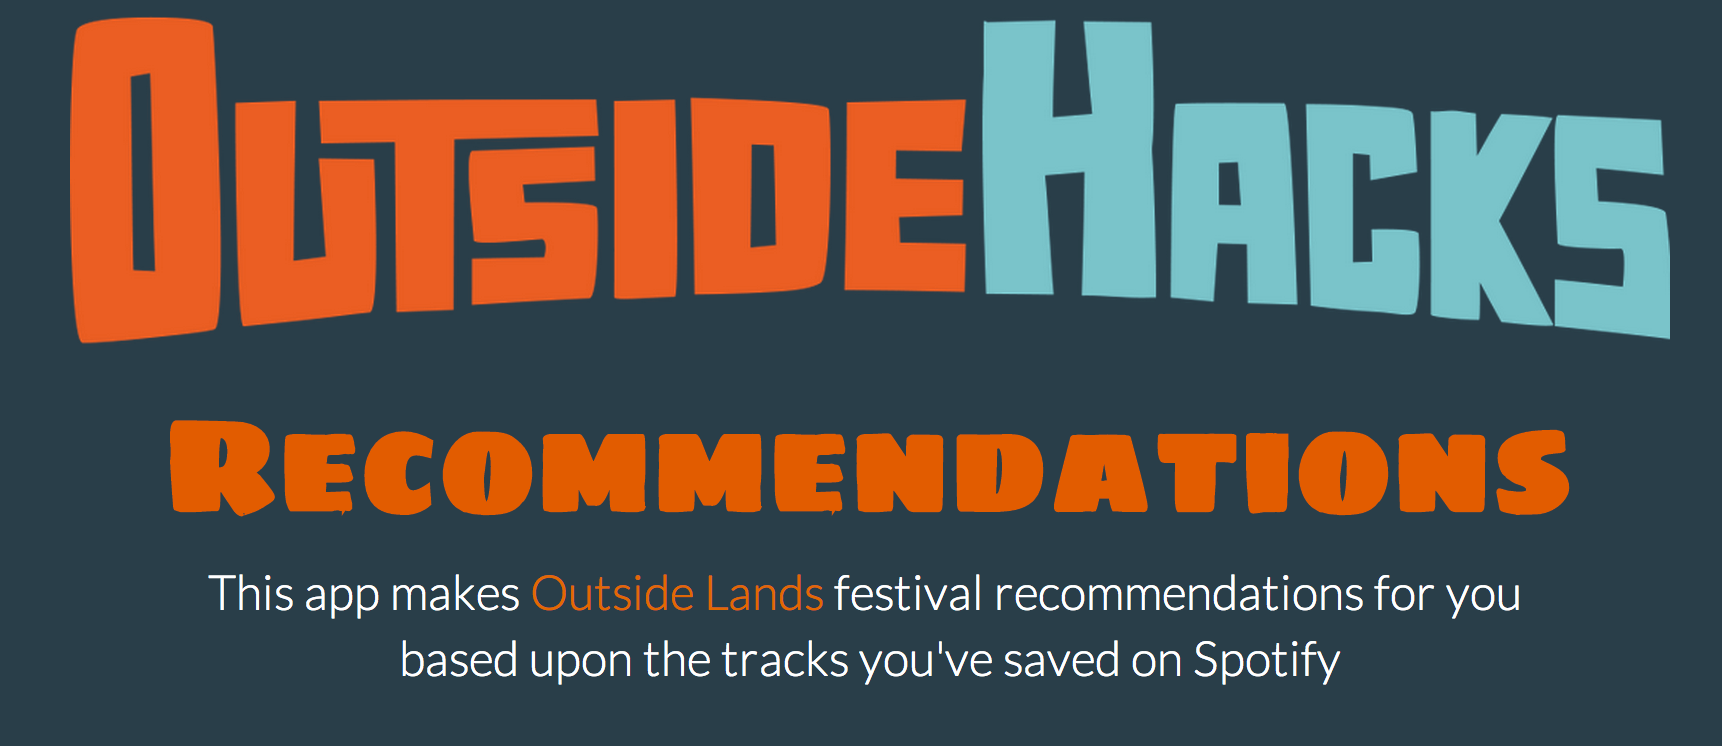 OUTSIDEHACKS
RECOMMENDATIONS
This app makes Outside Lands festival recommendations for you
based upon the tracks you've saved on Spotify